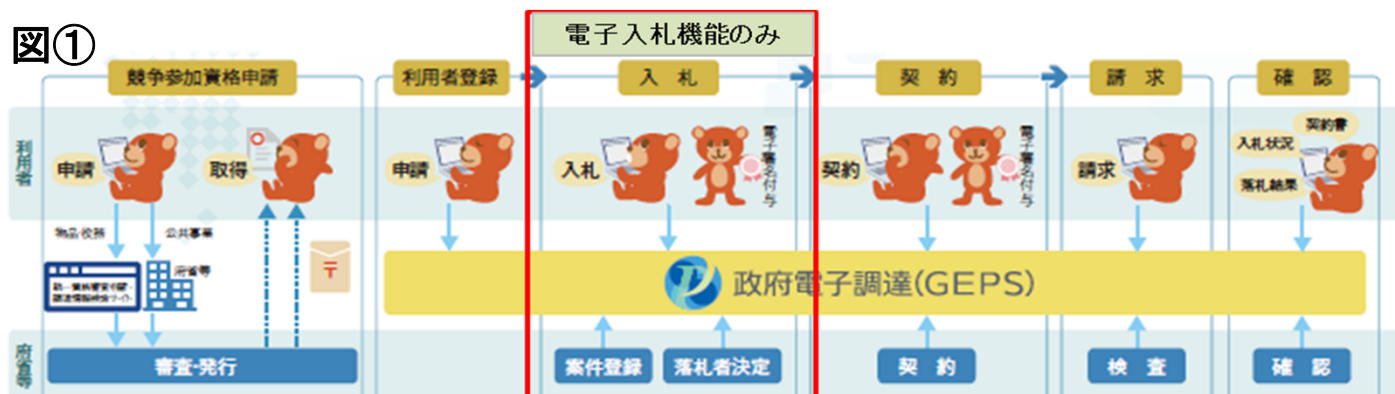 図①
電子入札機能のみ
競争参加資格申請
利用者登録
入札
契約
請求
確認
利用者
申請
取得
申請
入札
電子署名付与
契約
電子署名付与
請求
契約書
入札状況
落札結果
物品・役務
公共事業
府省等
〒
政府電子調達(GEPS)
府省等
審査・発行
案件登録
落札者決定
契約
検査
確認